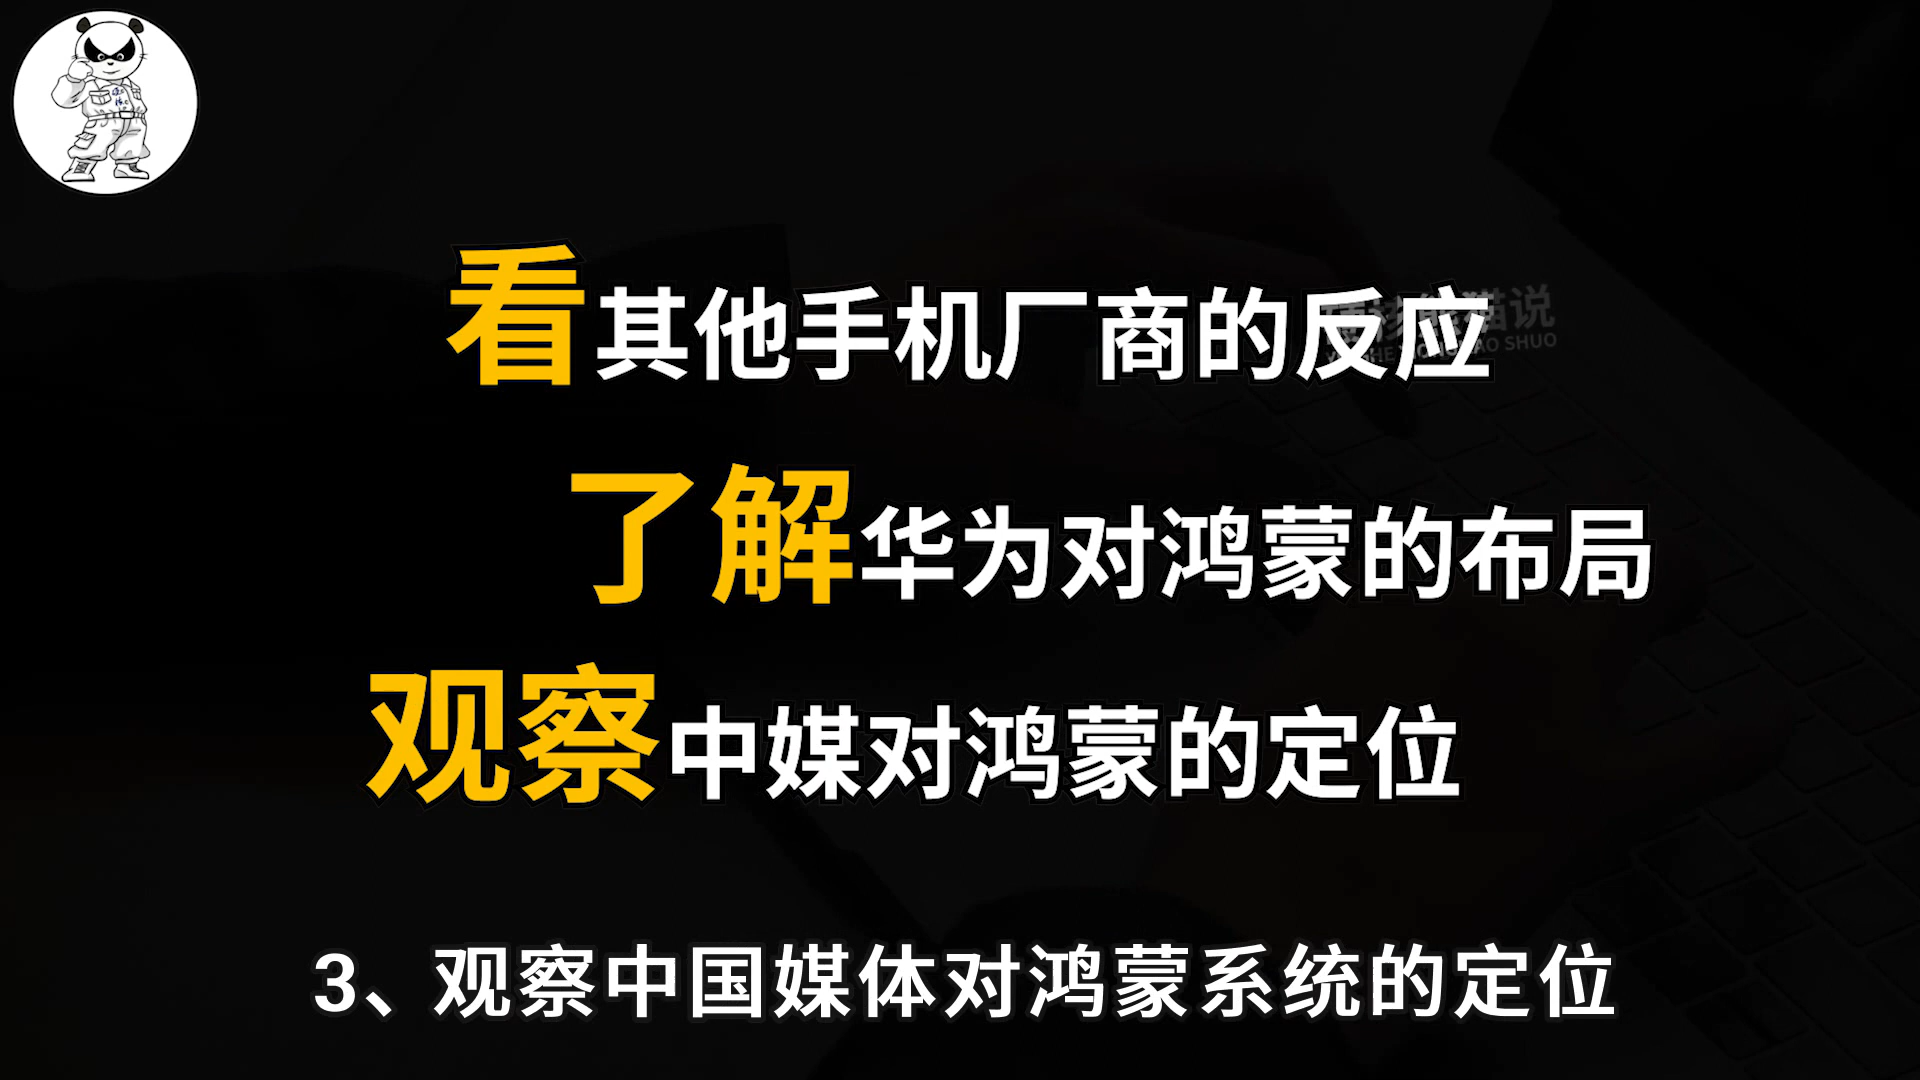 看其他手机厂商的反应
了解华为对鸿蒙的布局
观察中媒对鸿蒙的定位
3、观察中国媒体对鸿蒙系统的定位